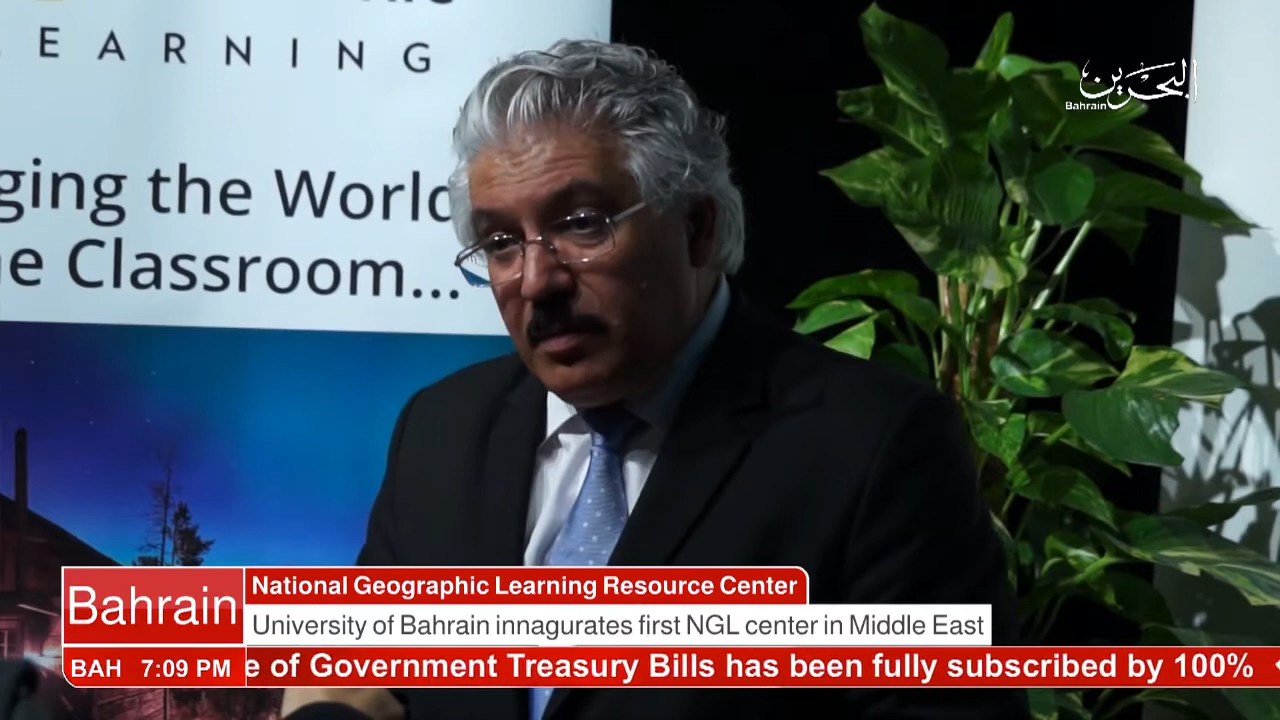 EARNING
البحرين
Bahrain
ging the World
e Classroom...
National Geographic Learning Resource Center
Bahrain
University of Bahrain innagurates first NGL center in Middle East
BAH 7:09 PM
e of Government Treasury Bills has been fully subscribed by 100%